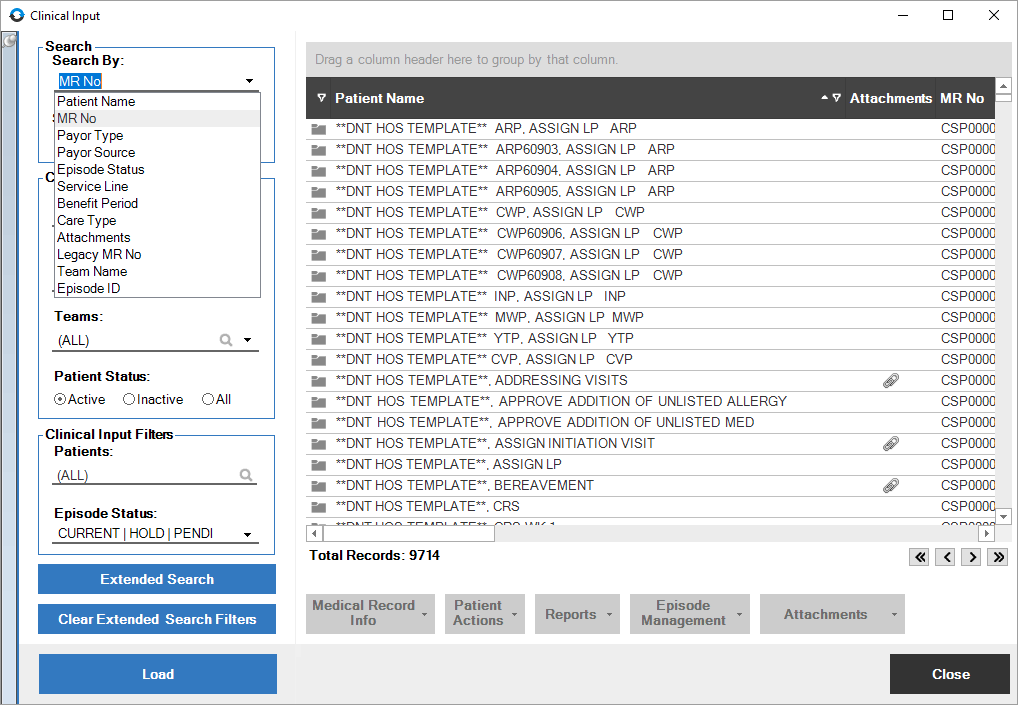 Clinical Input
Search
Search By:
MR No
Patient Name
MR No
Payor Type
Payor Source
Episode Status
Service Line
Benefit Period
Care Type
Attachments
Legacy MR No
Team Name
Episode ID
Teams:
(ALL)
Patient Status:
Active Inactive All
Clinical Input Filters
Patients:
(ALL)
Episode Status:
CURRENT | HOLD | PENDI
Extended Search
Clear Extended Search Filters
Load
Drag a column header here to group by that column.
Patient Name Attachments MR No
**DNT HOS TEMPLATE** ARP, ASSIGN LP ARP CSP0000
**DNT HOS TEMPLATE** ARP60903, ASSIGN LP ARP CSP0000
**DNT HOS TEMPLATE** ARP60904, ASSIGN LP ARP CSP0000
**DNT HOS TEMPLATE** ARP60905, ASSIGN LP ARP CSP0000
**DNT HOS TEMPLATE** CWP, ASSIGN LP CWP CSP0000
**DNT HOS TEMPLATE** CWP60906, ASSIGN LP CWP CSP0000
**DNT HOS TEMPLATE** CWP60907, ASSIGN LP CWP CSP0000
**DNT HOS TEMPLATE** CWP60908, ASSIGN LP CWP CSP0000
**DNT HOS TEMPLATE** INP, ASSIGN LP INP CSP0000
**DNT HOS TEMPLATE** MWP, ASSIGN LP MWP CSP0000
**DNT HOS TEMPLATE** YTP, ASSIGN LP YTP CSP0000
**DNT HOS TEMPLATE** CVP, ASSIGN LP CVP CSP0000
**DNT HOS TEMPLATE**, ADDRESSING VISITS CSP0000
**DNT HOS TEMPLATE**, APPROVE ADDITION OF UNLISTED ALLERGY CSP0000
**DNT HOS TEMPLATE**, APPROVE ADDITION OF UNLISTED MED CSP0000
**DNT HOS TEMPLATE**, ASSIGN INITIATION VISIT CSP0000
**DNT HOS TEMPLATE**, ASSIGN LP CSP0000
**DNT HOS TEMPLATE**, BEREAVEMENT CSP0000
**DNT HOS TEMPLATE**, CRS CSP0000
Total Records: 9714
Medical Record Info
Patient Actions
Reports
Episode Management
Attachments
Close